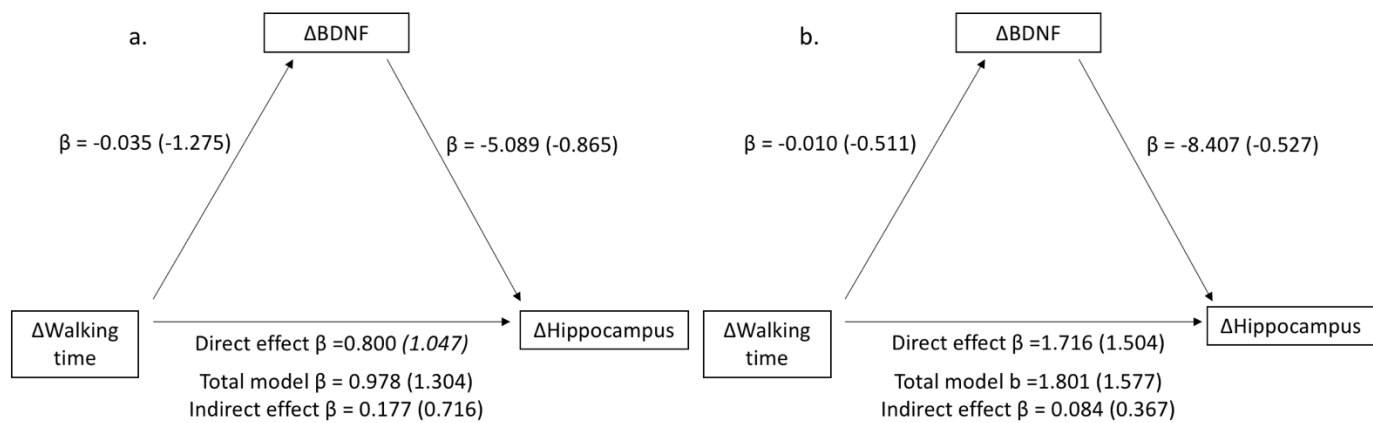 a.
ΔBDNF
β = -0.035 (-1.275)
β = -5.089 (-0.865)
ΔWalking
time
ΔHippocampus
Direct effect β =0.800 (1.047)
Total model β = 0.978 (1.304)
Indirect effect β = 0.177 (0.716)
b.
ΔBDNF
β = -0.010 (-0.511)
β = -8.407 (-0.527)
ΔWalking
time
ΔHippocampus
Direct effect β =1.716 (1.504)
Total model b =1.801 (1.577)
Indirect effect β = 0.084 (0.367)